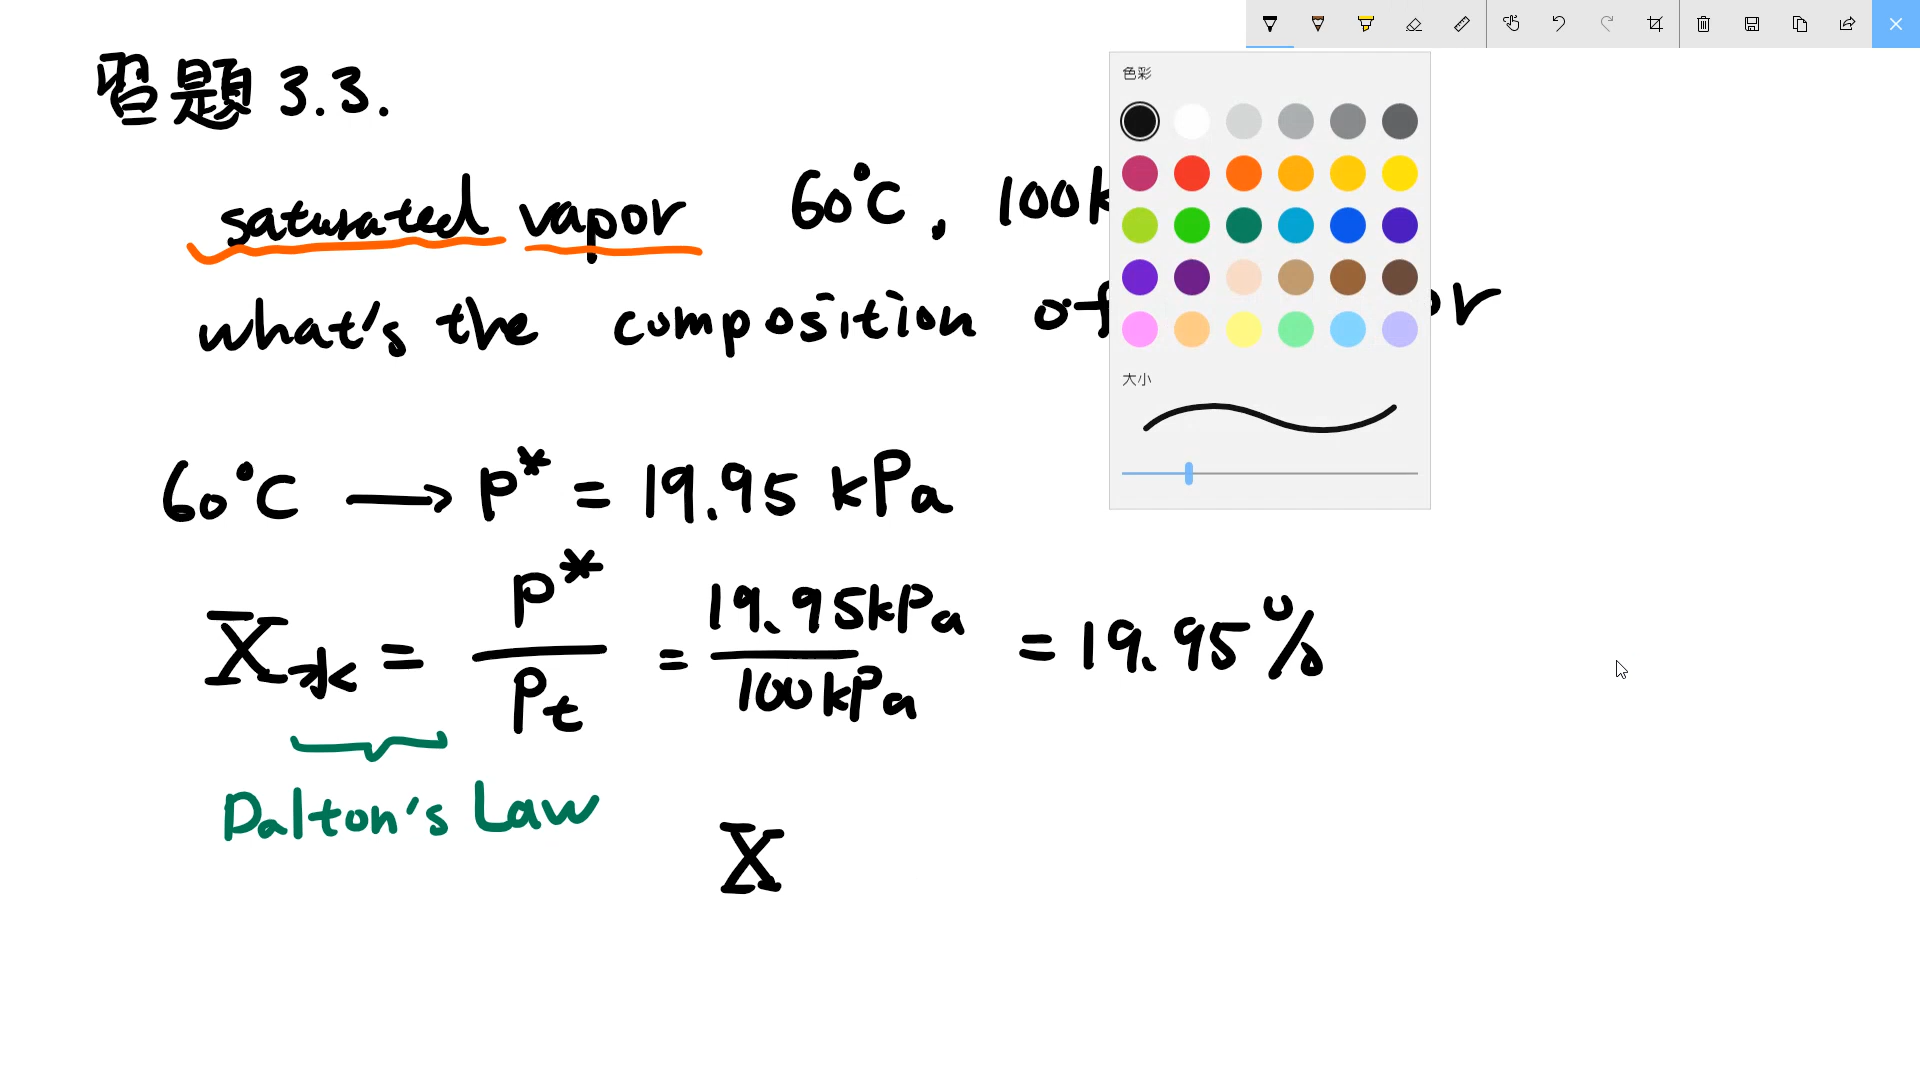 習題 3.3.
saturated vapor 60°C, 100k
what's the composition of or
60°C → P* = 19.95 kPa
X水 = P*/Pt = 19.95kPa/100kPa = 19.95%
Dalton's Law
X
色彩
大小